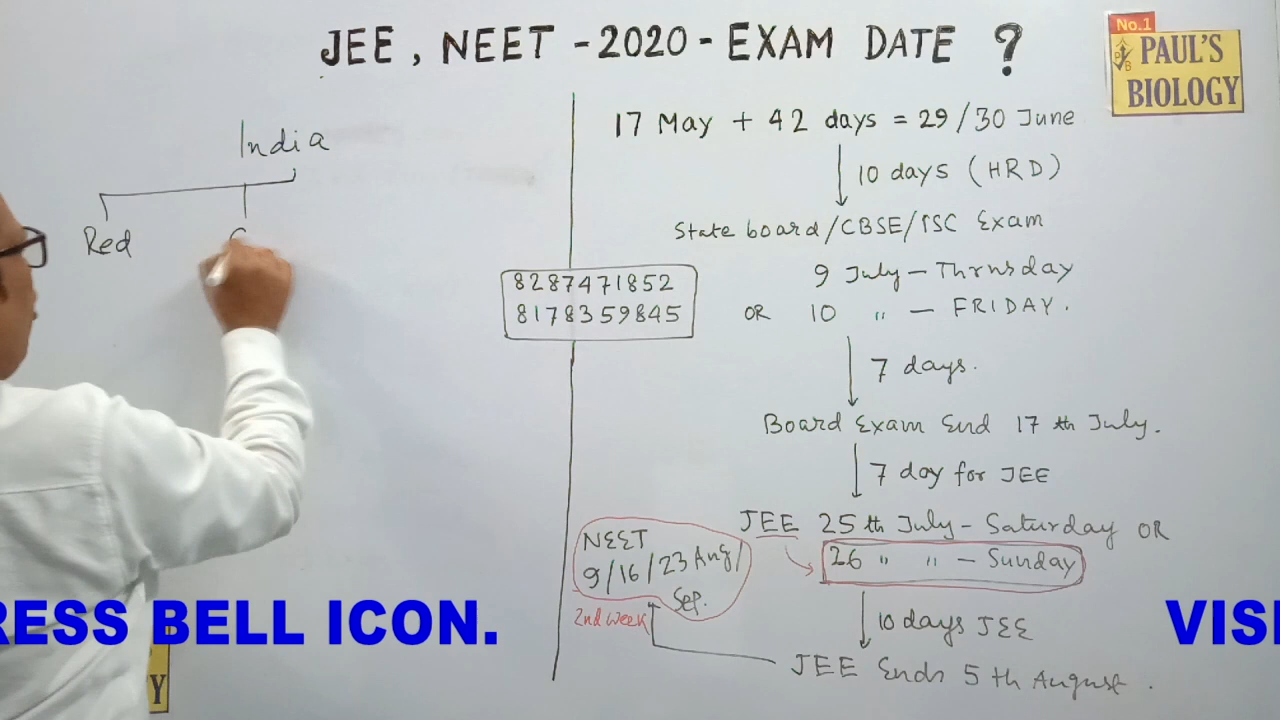 JEE, NEET - 2020 - EXAM DATE ?
No.1
PAUL'S
BIOLOGY
India
Red
17 May + 42 days = 29/30 June
10 days (HRD)
State board/CBSE/ISC Exam
9 July - Thrusday
OR 10 " - FRIDAY.
8287471852
8178359845
7 days.
Board Exam End 17 th July.
7 day for JEE
JEE 25 th July - Saturday OR
26 " " - Sunday
NEET
9/16/23 Aug/
Sep.
2nd week
10 days JEE
JEE Ends 5 th August.
RESS BELL ICON.
VISI
Y